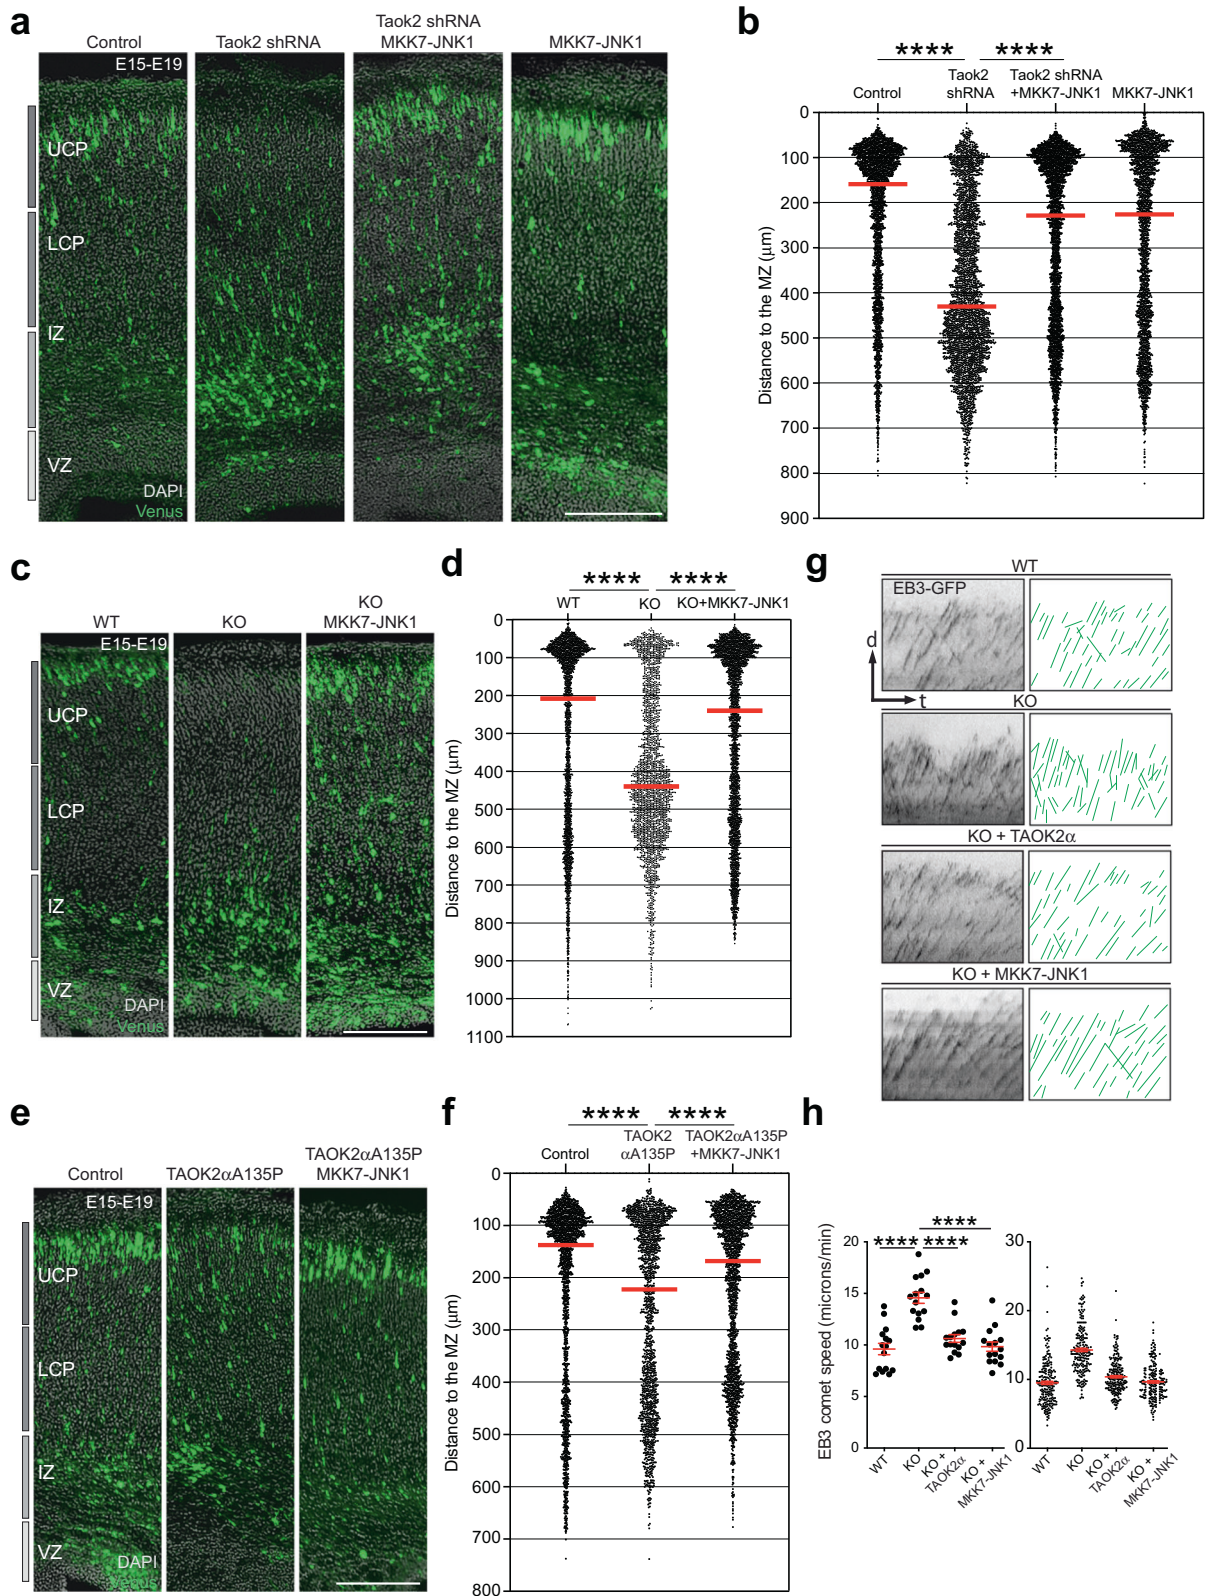 a
Control
Taok2 shRNA
Taok2 shRNA
MKK7-JNK1
MKK7-JNK1
E15-E19
UCP
LCP
IZ
VZ
DAPI
Venus
b
****
****
Control
Taok2
shRNA
Taok2 shRNA
+MKK7-JNK1
MKK7-JNK1
Distance to the MZ (μm)
0
100
200
300
400
500
600
700
800
900
c
WT
KO
KO
MKK7-JNK1
E15-E19
UCP
LCP
IZ
VZ
DAPI
Venus
d
****
****
WT
KO
KO+MKK7-JNK1
Distance to the MZ (μm)
0
100
200
300
400
500
600
700
800
900
1000
1100
g
WT
EB3-GFP
d
t
KO
KO + TAOK2α
KO + MKK7-JNK1
e
Control
TAOK2αA135P
TAOK2αA135P
MKK7-JNK1
E15-E19
UCP
LCP
IZ
VZ
DAPI
Venus
f
****
****
Control
TAOK2
αA135P
TAOK2αA135P
+MKK7-JNK1
Distance to the MZ (μm)
0
100
200
300
400
500
600
700
800
h
****
****
****
EB3 comet speed (microns/min)
20
15
10
5
0
WT
KO
KO +
TAOK2α
KO +
MKK7-JNK1
30
20
10
0
WT
KO
KO +
TAOK2α
KO +
MKK7-JNK1